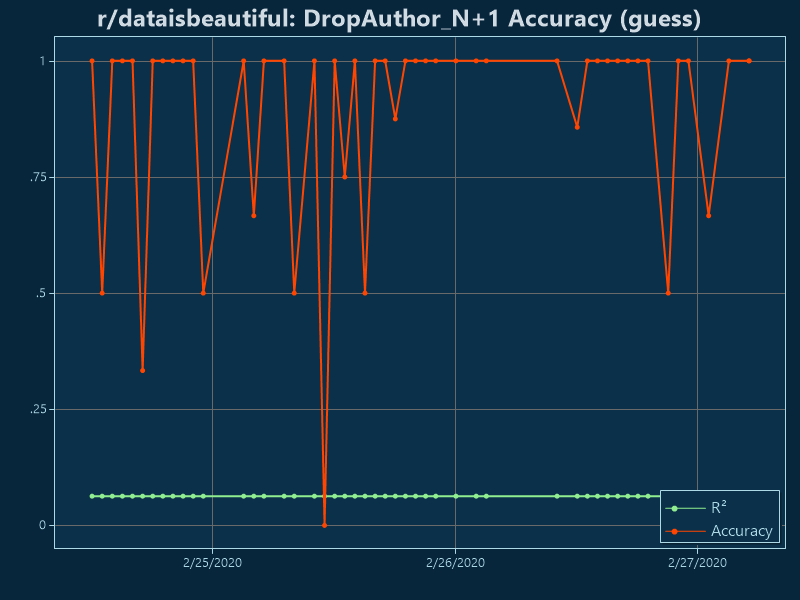 r/dataisbeautiful: DropAuthor_N+1 Accuracy (guess)
1
.75
.5
.25
0
R²
Accuracy
2/25/2020 2/26/2020 2/27/2020